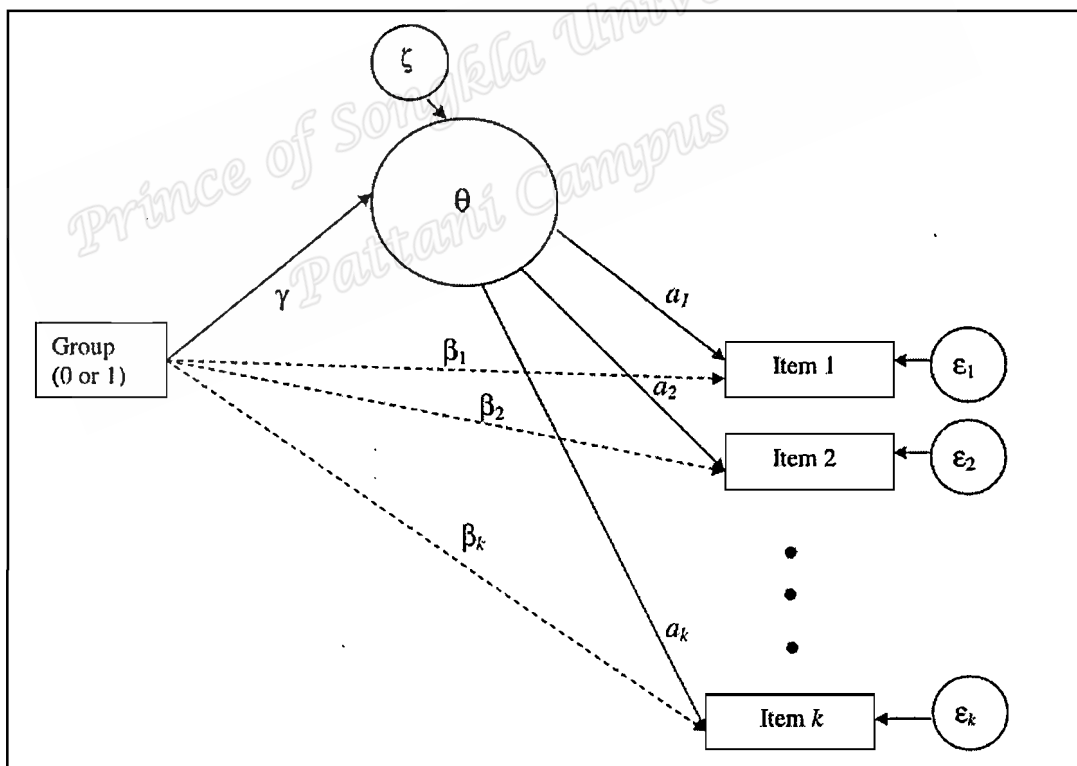 Prince of Songkla Unive
Pattani Campus
ζ
θ
γ
a1
Group
(0 or 1)
β1
Item 1
ε1
a2
β2
Item 2
ε2
βk
ak
Item k
εk